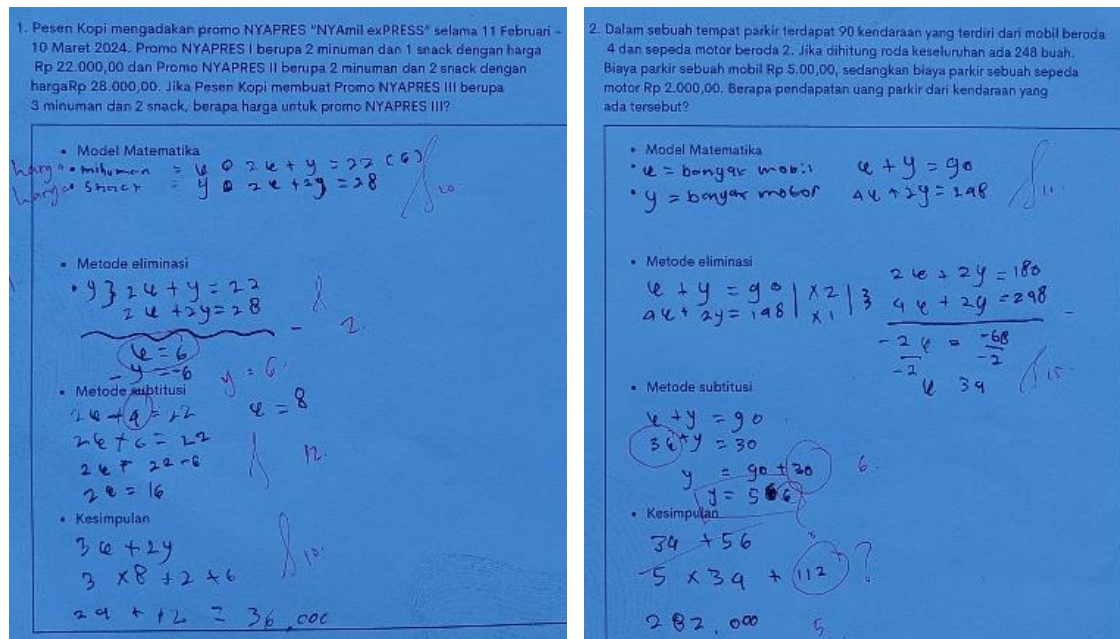 1. Pesen Kopi mengadakan promo NYAPRES "NYAmil exPRESS" selama 11 Februari -
10 Maret 2024. Promo NYAPRES I berupa 2 minuman dan 1 snack dengan harga
Rp 22.000,00 dan Promo NYAPRES II berupa 2 minuman dan 2 snack dengan
hargaRp 28.000,00. Jika Pesen Kopi membuat Promo NYAPRES III berupa
3 minuman dan 2 snack, berapa harga untuk promo NYAPRES III?
• Model Matematika
harga minuman = x 2x + y = 22
harga snack = y 2x + 2y = 28
20
• Metode eliminasi
• y } 2x + y = 22
2x + 2y = 28 -
2.
x = 6
-y = -6
y = 6
• Metode subtitusi
x = 8
2x + 6 = 22
2x = 22 - 6
12.
2x = 16
• Kesimpulan
3x + 2y
10.
3 × 8 + 2 + 6
24 + 12 = 36.000
2. Dalam sebuah tempat parkir terdapat 90 kendaraan yang terdiri dari mobil beroda
4 dan sepeda motor beroda 2. Jika dihitung roda keseluruhan ada 248 buah.
Biaya parkir sebuah mobil Rp 5.00,00, sedangkan biaya parkir sebuah sepeda
motor Rp 2.000,00. Berapa pendapatan uang parkir dari kendaraan yang
ada tersebut?
• Model Matematika
• x = banyak mobil x + y = 90
• y = banyak motor 4x + 2y = 248
• Metode eliminasi
x + y = 90 | × 2 | 2x + 2y = 180
4x + 2y = 248 | × 1 | 4x + 2y = 248 -
-2x = -68
-2 -2
x 34
15.
• Metode subtitusi
x + y = 90
34 + y = 30
y = 90 + 30
6.
y = 56
• Kesimpulan
34 + 56
5 × 34 + 112 ?
282.000
5